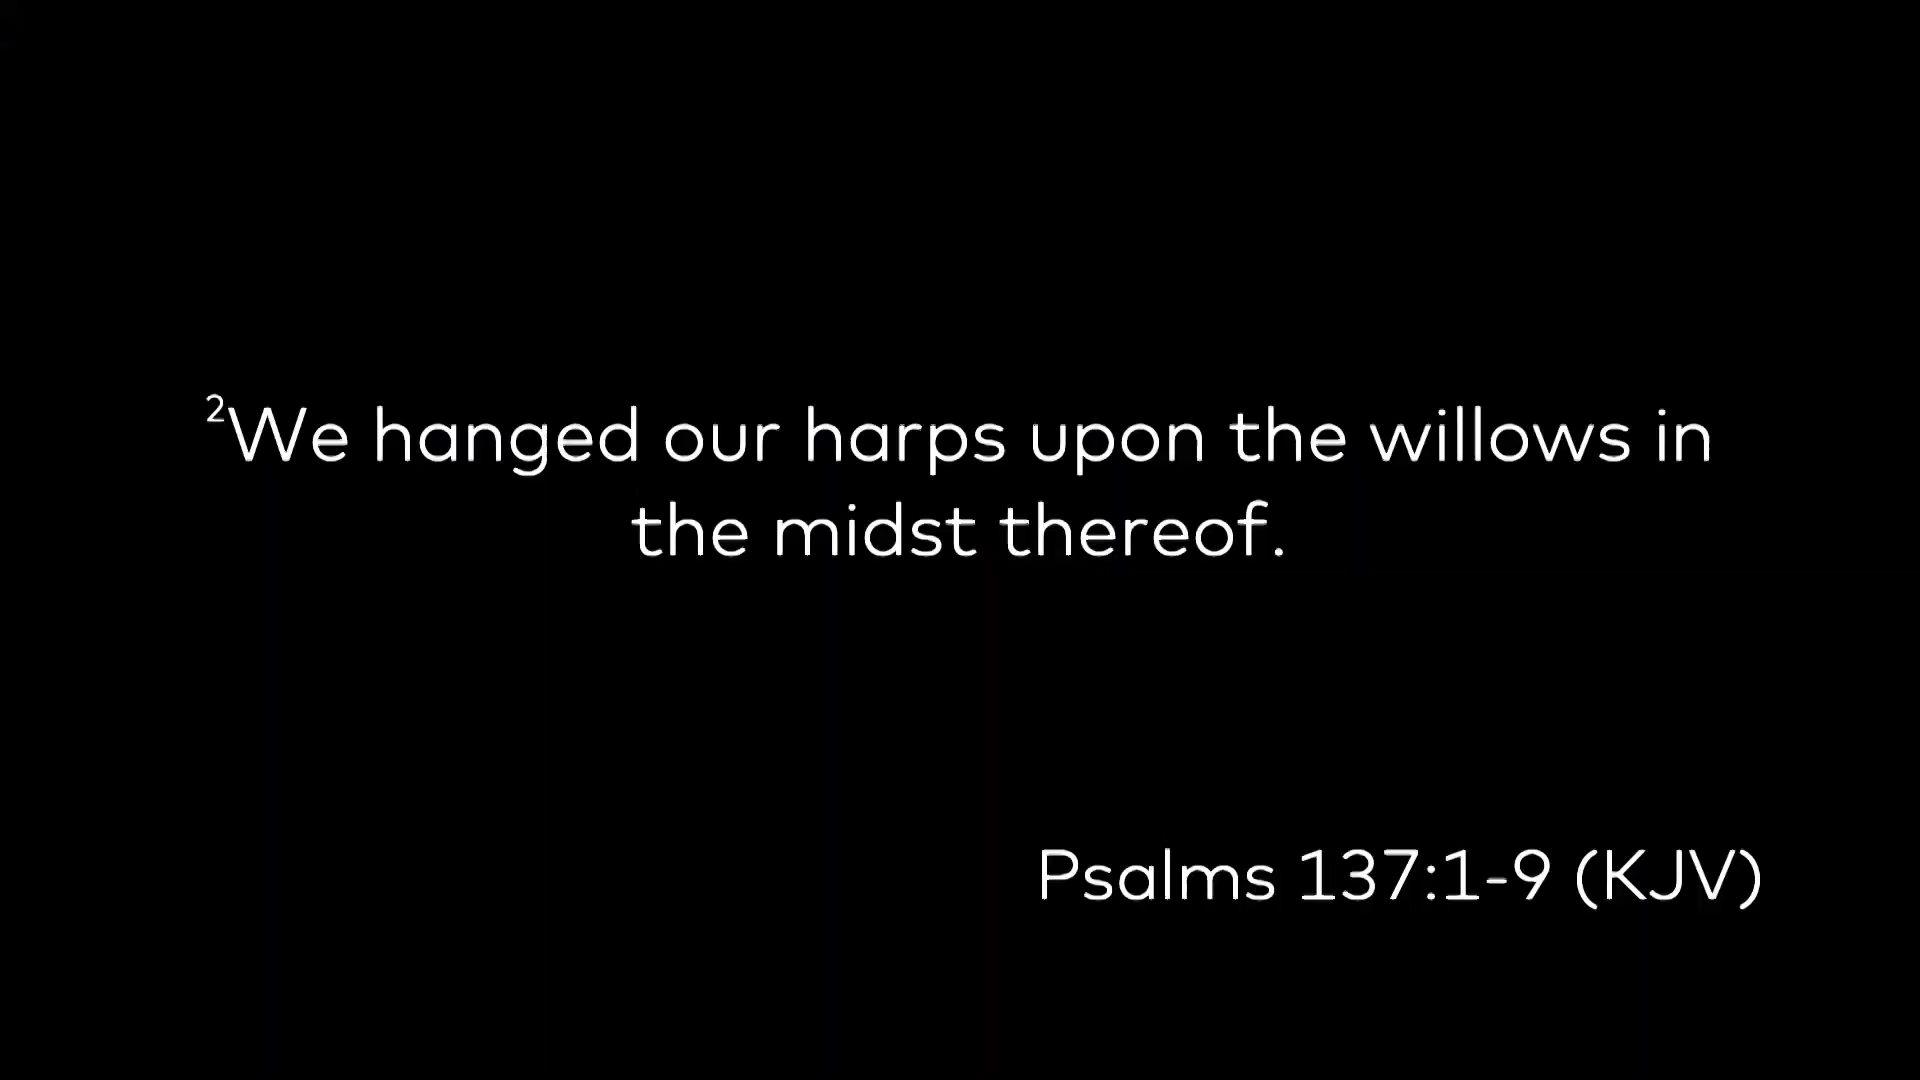 ²We hanged our harps upon the willows in
the midst thereof.
Psalms 137:1-9 (KJV)